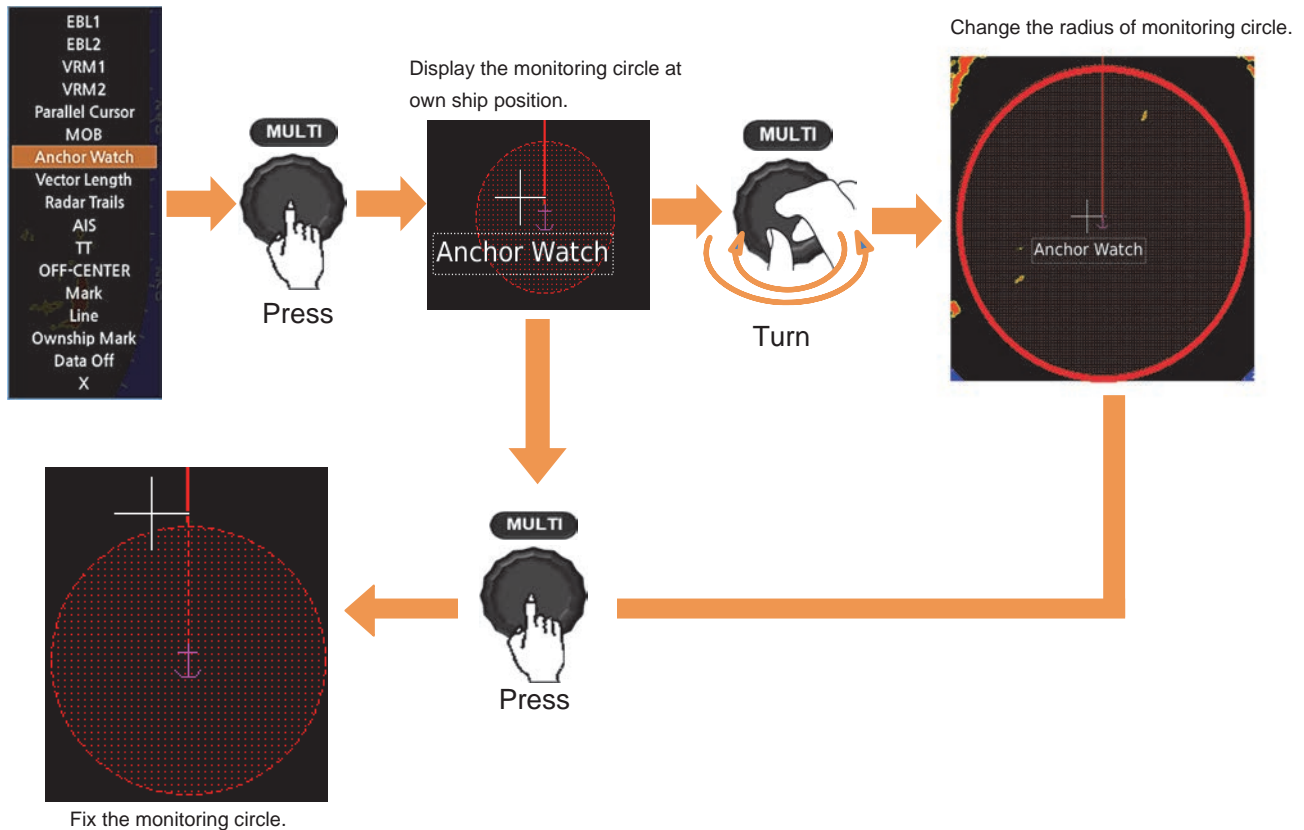 EBL1
EBL2
VRM1
VRM2
Parallel Cursor
MOB
Anchor Watch
Vector Length
Radar Trails
AIS
TT
OFF-CENTER
Mark
Line
Ownship Mark
Data Off
X
MULTI
Press
Display the monitoring circle at
own ship position.
Anchor Watch
MULTI
Turn
Change the radius of monitoring circle.
Anchor Watch
MULTI
Press
Fix the monitoring circle.